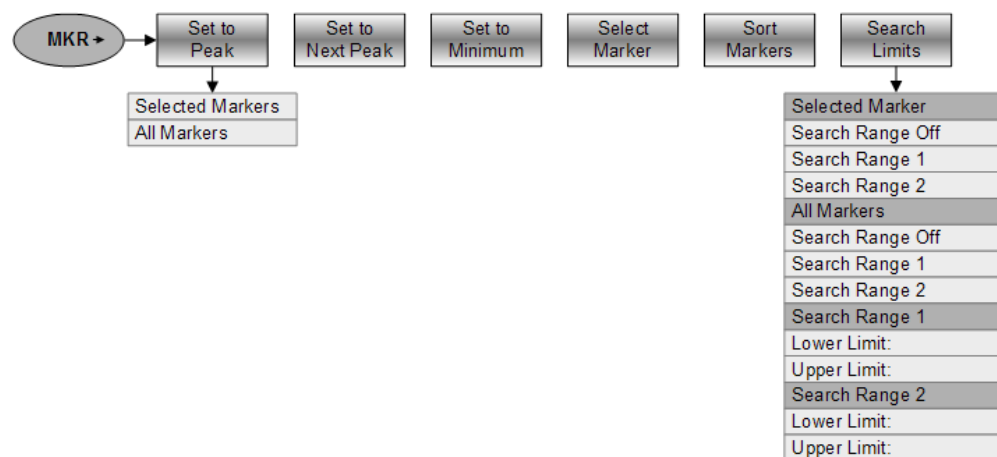 MKR→
Set to
Peak
Set to
Next Peak
Set to
Minimum
Select
Marker
Sort
Markers
Search
Limits
Selected Markers
All Markers
Selected Marker
Search Range Off
Search Range 1
Search Range 2
All Markers
Search Range Off
Search Range 1
Search Range 2
Search Range 1
Lower Limit:
Upper Limit:
Search Range 2
Lower Limit:
Upper Limit: